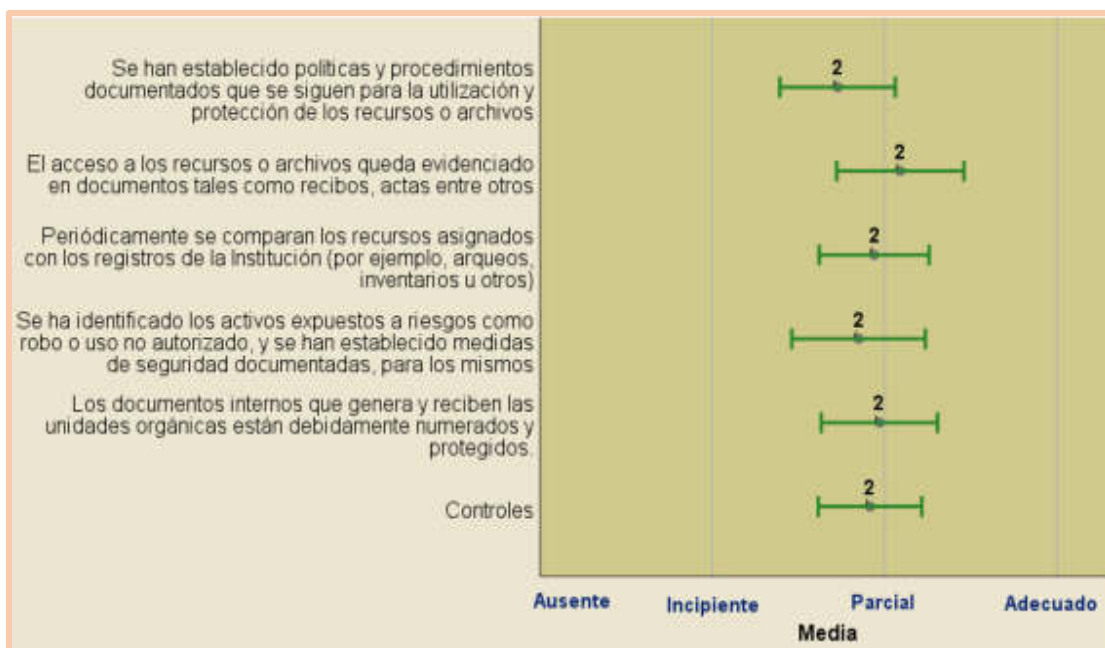 Se han establecido políticas y procedimientos
documentados que se siguen para la utilización y
protección de los recursos o archivos
2
El acceso a los recursos o archivos queda evidenciado
en documentos tales como recibos, actas entre otros
2
Periódicamente se comparan los recursos asignados
con los registros de la Institución (por ejemplo, arqueos,
inventarios u otros)
2
Se ha identificado los activos expuestos a riesgos como
robo o uso no autorizado, y se han establecido medidas
de seguridad documentadas, para los mismos
2
Los documentos internos que genera y reciben las
unidades orgánicas están debidamente numerados y
protegidos.
2
Controles
2
Ausente Incipiente Parcial Adecuado
Media